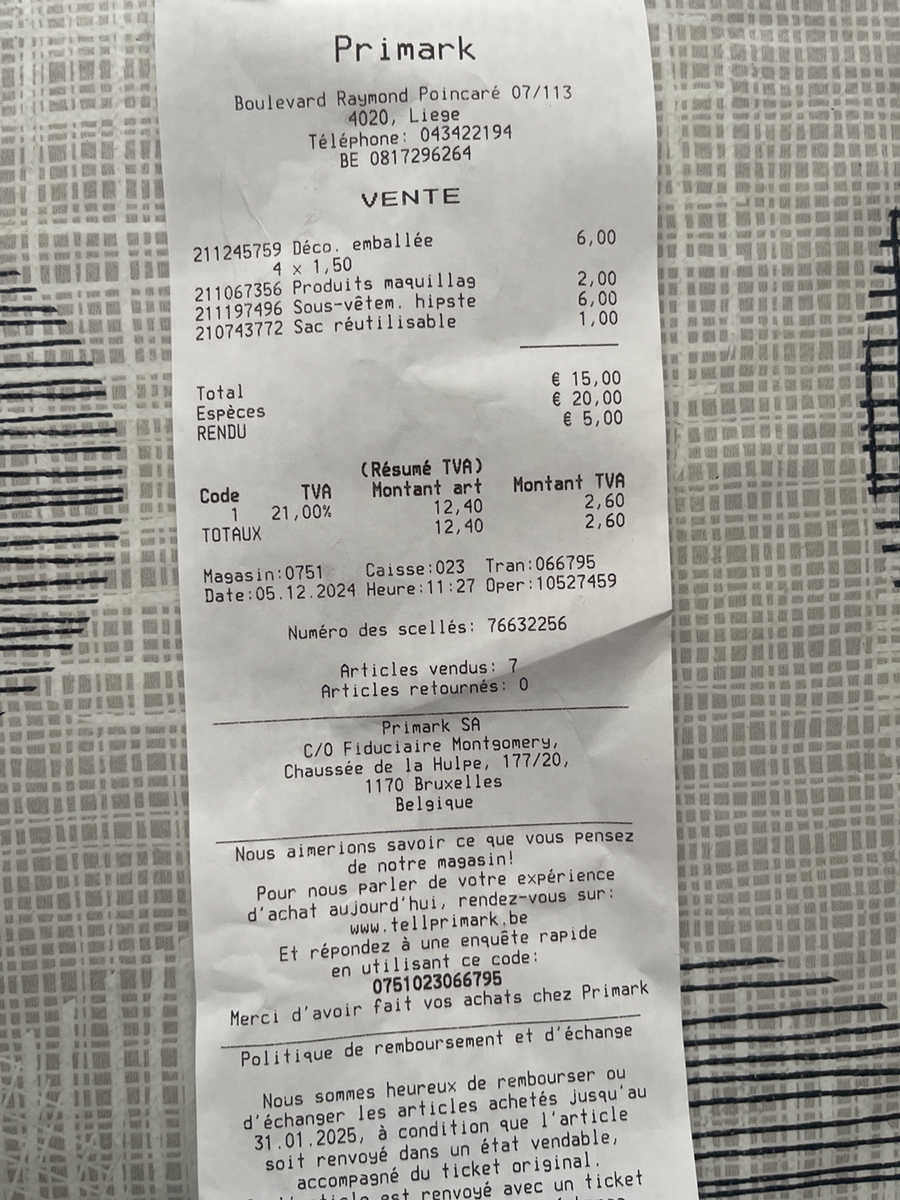 Primark
Boulevard Raymond Poincaré 07/113
4020, Liege
Téléphone: 043422194
BE 0817296264
VENTE
211245759 Déco. emballée 6,00
4 x 1,50
211067356 Produits maquillag 2,00
211197496 Sous-vêtem. hipste 6,00
210743772 Sac réutilisable 1,00
Total € 15,00
Espèces € 20,00
RENDU € 5,00
(Résumé TVA)
Code TVA Montant art Montant TVA
1 21,00% 12,40 2,60
TOTAUX 12,40 2,60
Magasin:0751 Caisse:023 Tran:066795
Date:05.12.2024 Heure:11:27 Oper:10527459
Numéro des scellés: 76632256
Articles vendus: 7
Articles retournés: 0
Primark SA
C/O Fiduciaire Montgomery,
Chaussée de la Hulpe, 177/20,
1170 Bruxelles
Belgique
Nous aimerions savoir ce que vous pensez
de notre magasin!
Pour nous parler de votre expérience
d'achat aujourd'hui, rendez-vous sur:
www.tellprimark.be
Et répondez à une enquête rapide
en utilisant ce code:
0751023066795
Merci d'avoir fait vos achats chez Primark
Politique de remboursement et d'échange
Nous sommes heureux de rembourser ou
d'échanger les articles achetés jusqu'au
31.01.2025, à condition que l'article
soit renvoyé dans un état vendable,
accompagné du ticket original.
est renvoyé avec un ticket